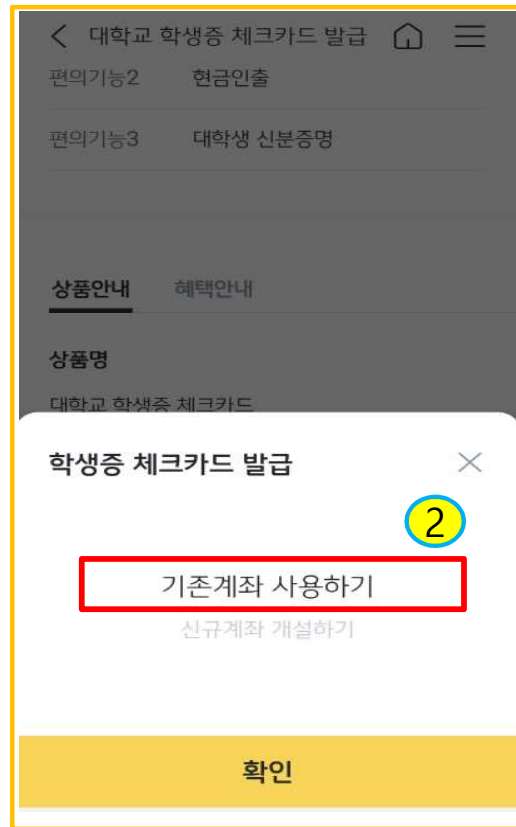 대학교 학생증 체크카드 발급
편의기능2 현금인출
편의기능3 대학생 신분증명
상품안내 혜택안내
상품명
대학교 학생증 체크카드
학생증 체크카드 발급
2
기존계좌 사용하기
신규계좌 개설하기
확인